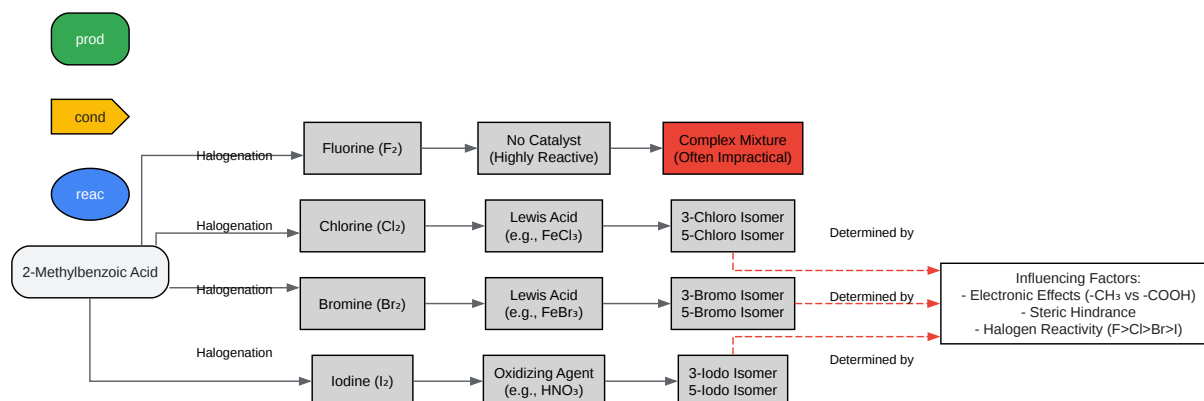 prod
cond
reac
2-Methylbenzoic Acid
Halogenation
Fluorine (F₂)
No Catalyst
(Highly Reactive)
Complex Mixture
(Often Impractical)
Halogenation
Chlorine (Cl₂)
Lewis Acid
(e.g., FeCl₃)
3-Chloro Isomer
5-Chloro Isomer
Determined by
Halogenation
Bromine (Br₂)
Lewis Acid
(e.g., FeBr₃)
3-Bromo Isomer
5-Bromo Isomer
Determined by
Halogenation
Iodine (I₂)
Oxidizing Agent
(e.g., HNO₃)
3-Iodo Isomer
5-Iodo Isomer
Determined by
Influencing Factors:
- Electronic Effects (-CH₃ vs -COOH)
- Steric Hindrance
- Halogen Reactivity (F>Cl>Br>I)